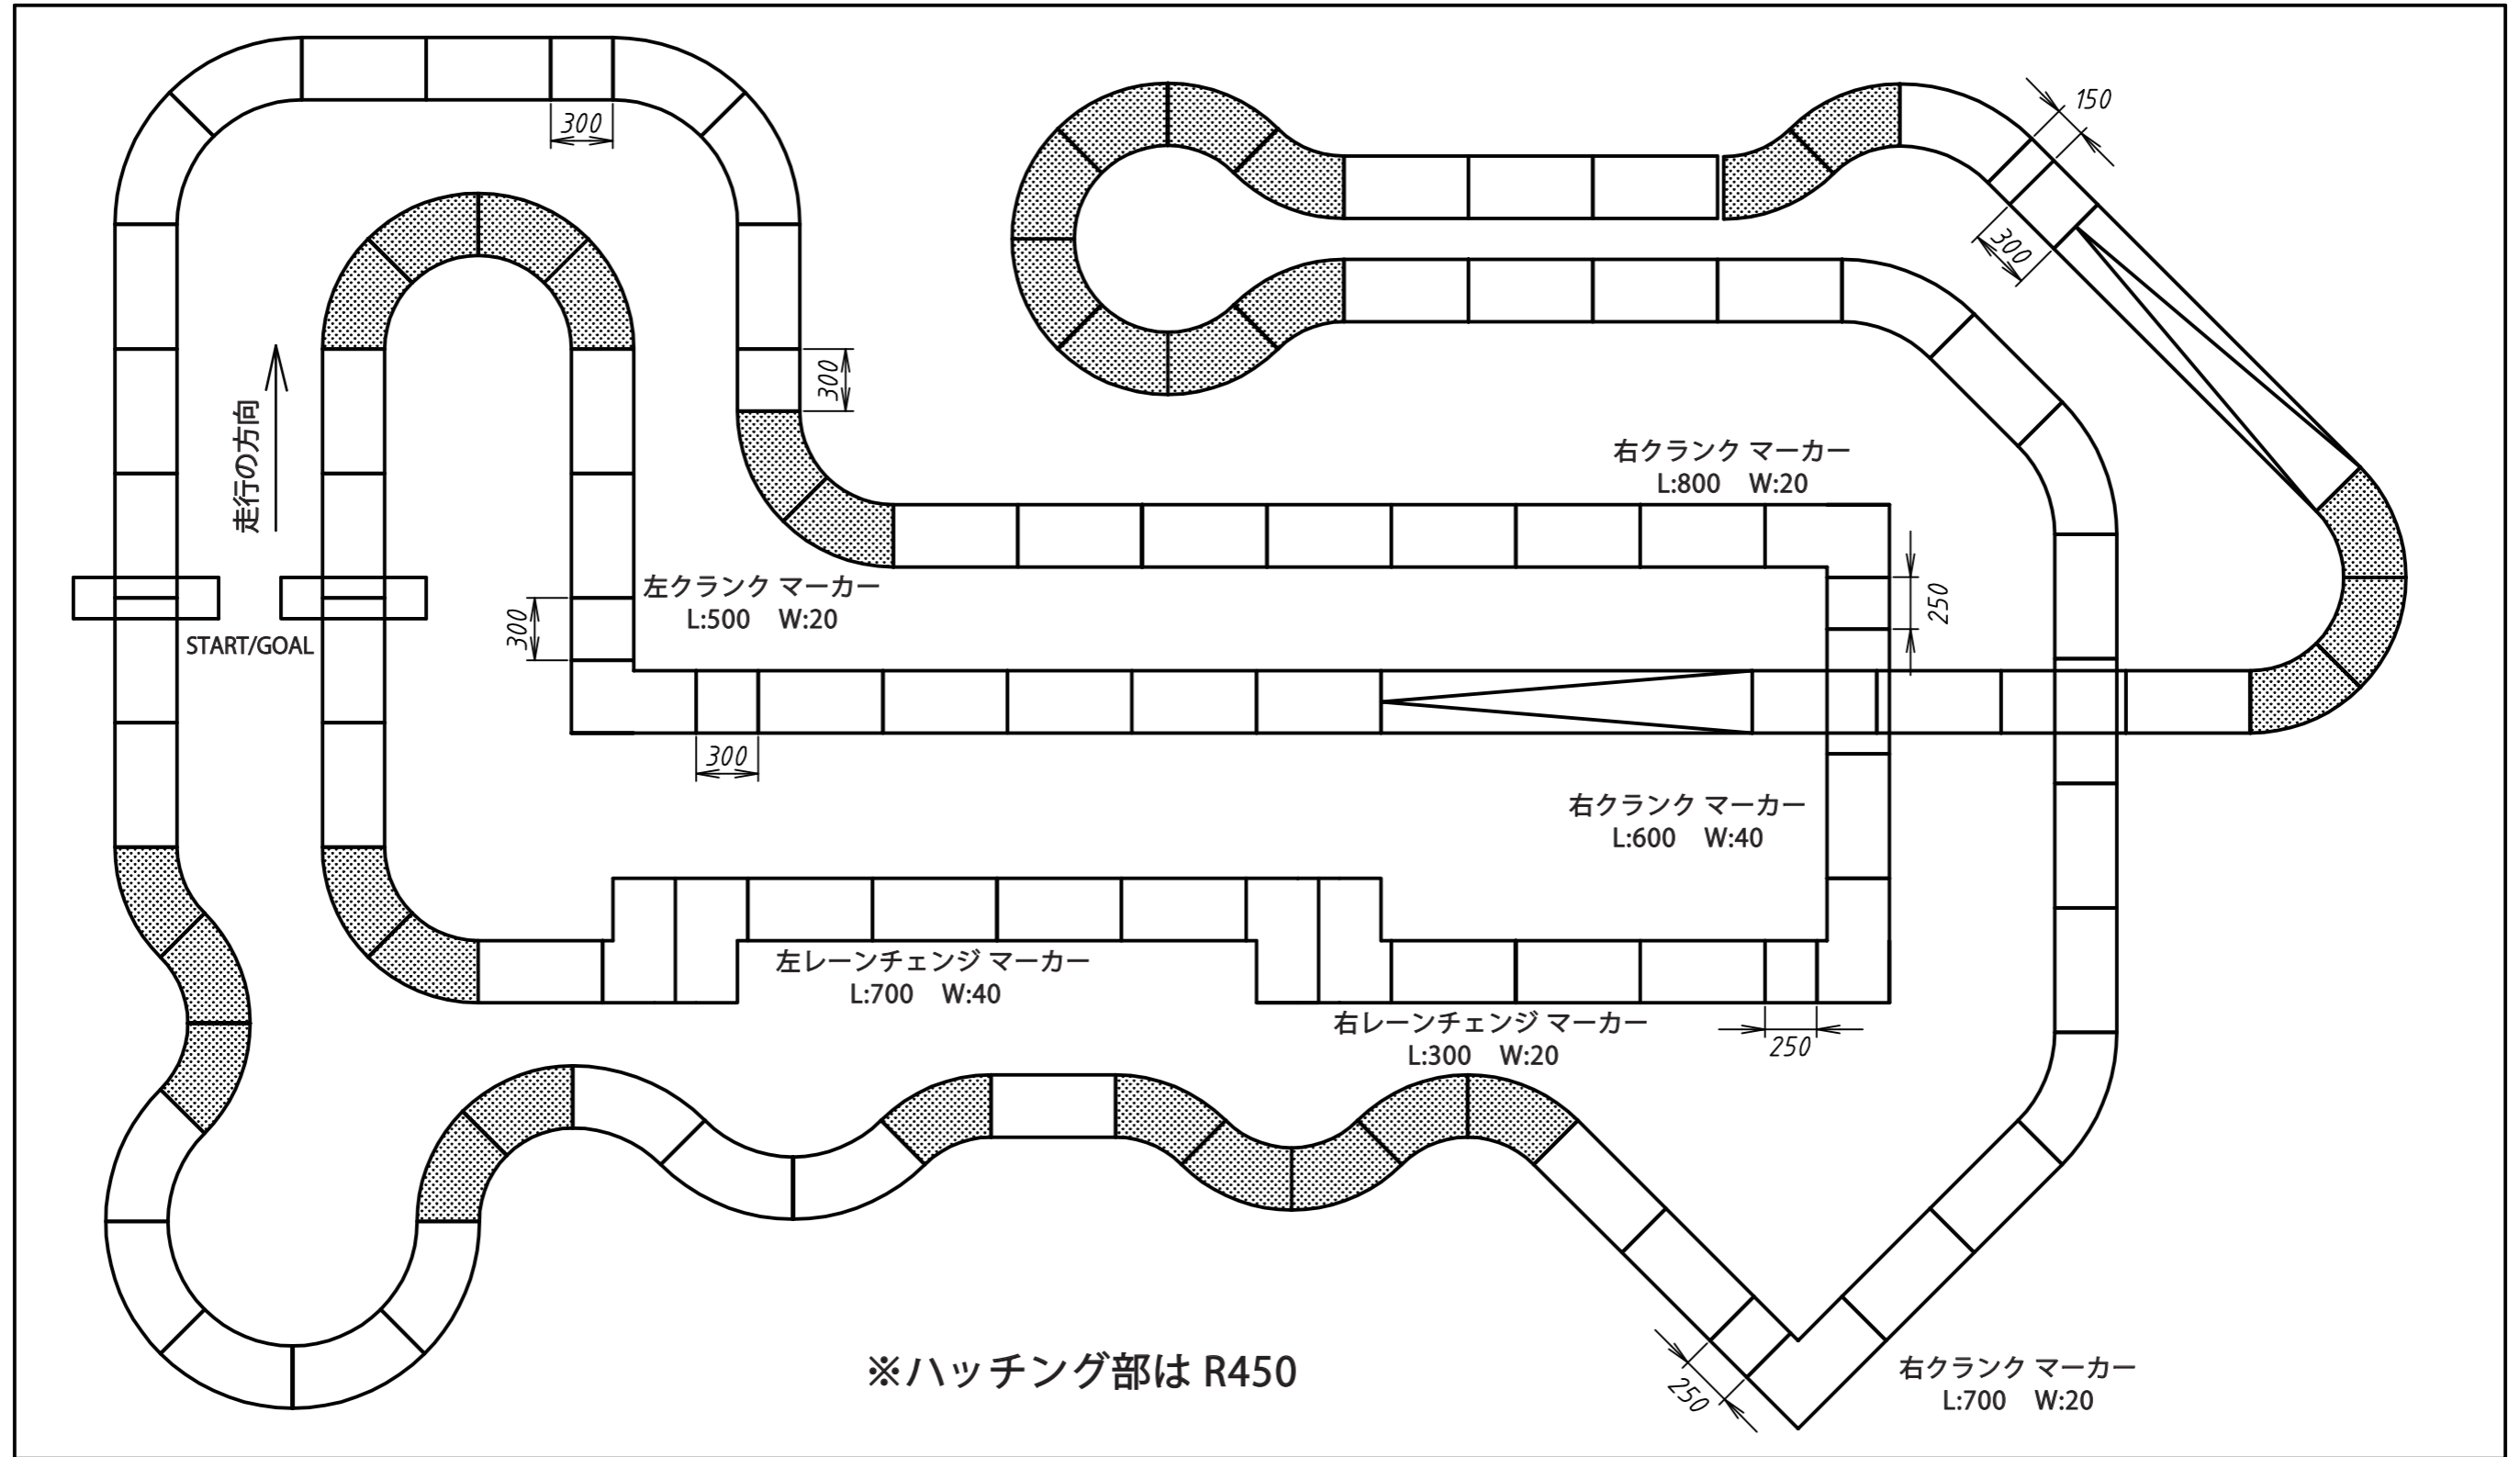 150
300
300
300
走行の方向
右クランク マーカー
L:800 W:20
左クランク マーカー
L:500 W:20
300
250
START/GOAL
300
右クランク マーカー
L:600 W:40
左レーンチェンジ マーカー
L:700 W:40
右レーンチェンジ マーカー
L:300 W:20
250
※ハッチング部は R450
250
右クランク マーカー
L:700 W:20